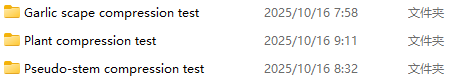 Garlic scape compression test 2025/10/16 7:58 文件夹
Plant compression test 2025/10/16 9:11 文件夹
Pseudo-stem compression test 2025/10/16 8:32 文件夹